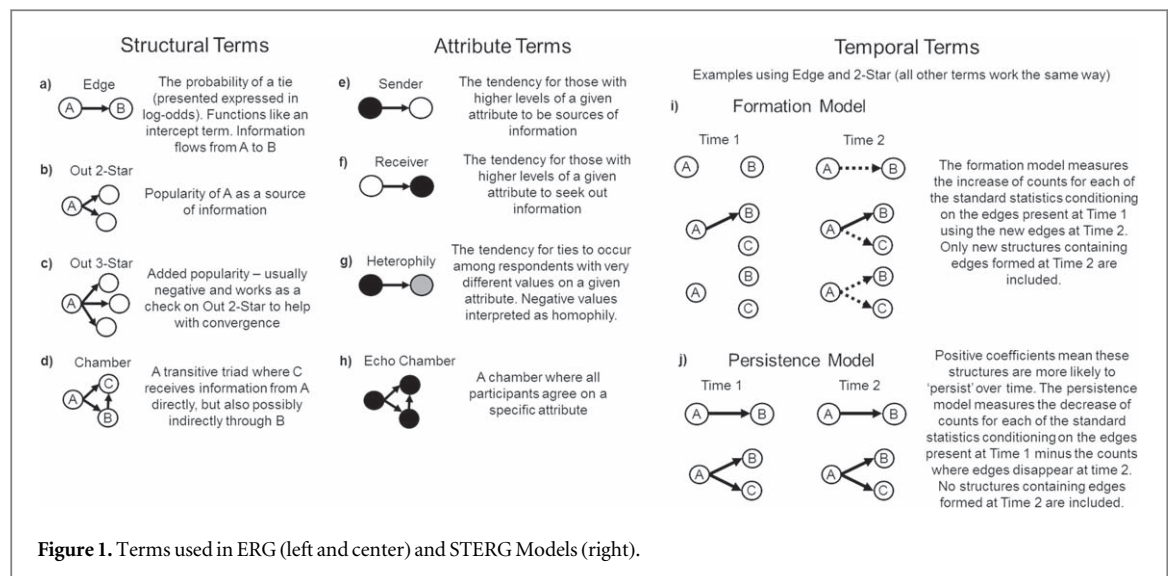 Structural Terms
a)
Edge
A
B
The probability of a tie
(presented expressed in
log-odds). Functions like an
intercept term. Information
flows from A to B
b)
Out 2-Star
A
Popularity of A as a source
of information
c)
Out 3-Star
A
Added popularity – usually
negative and works as a
check on Out 2-Star to help
with convergence
d)
Chamber
A
C
B
A transitive triad where C
receives information from A
directly, but also possibly
indirectly through B
Attribute Terms
e)
Sender
The tendency for those with
higher levels of a given
attribute to be sources of
information
f)
Receiver
The tendency for those with
higher levels of a given
attribute to seek out
information
g)
Heterophily
The tendency for ties to occur
among respondents with very
different values on a given
attribute. Negative values
interpreted as homophily.
h)
Echo Chamber
A chamber where all
participants agree on a
specific attribute
Temporal Terms
Examples using Edge and 2-Star (all other terms work the same way)
i)
Formation Model
Time 1
Time 2
A
B
A
B
A
B
C
A
B
C
A
B
C
A
B
C
The formation model measures
the increase of counts for each of
the standard statistics conditioning
on the edges present at Time 1
using the new edges at Time 2.
Only new structures containing
edges formed at Time 2 are
included.
j)
Persistence Model
Time 1
Time 2
A
B
A
B
A
B
C
A
B
C
Positive coefficients mean these
structures are more likely to
‘persist’ over time. The persistence
model measures the decrease of
counts for each of the standard
statistics conditioning on the edges
present at Time 1 minus the counts
where edges disappear at time 2.
No structures containing edges
formed at Time 2 are included.
Figure 1. Terms used in ERG (left and center) and STERG Models (right).